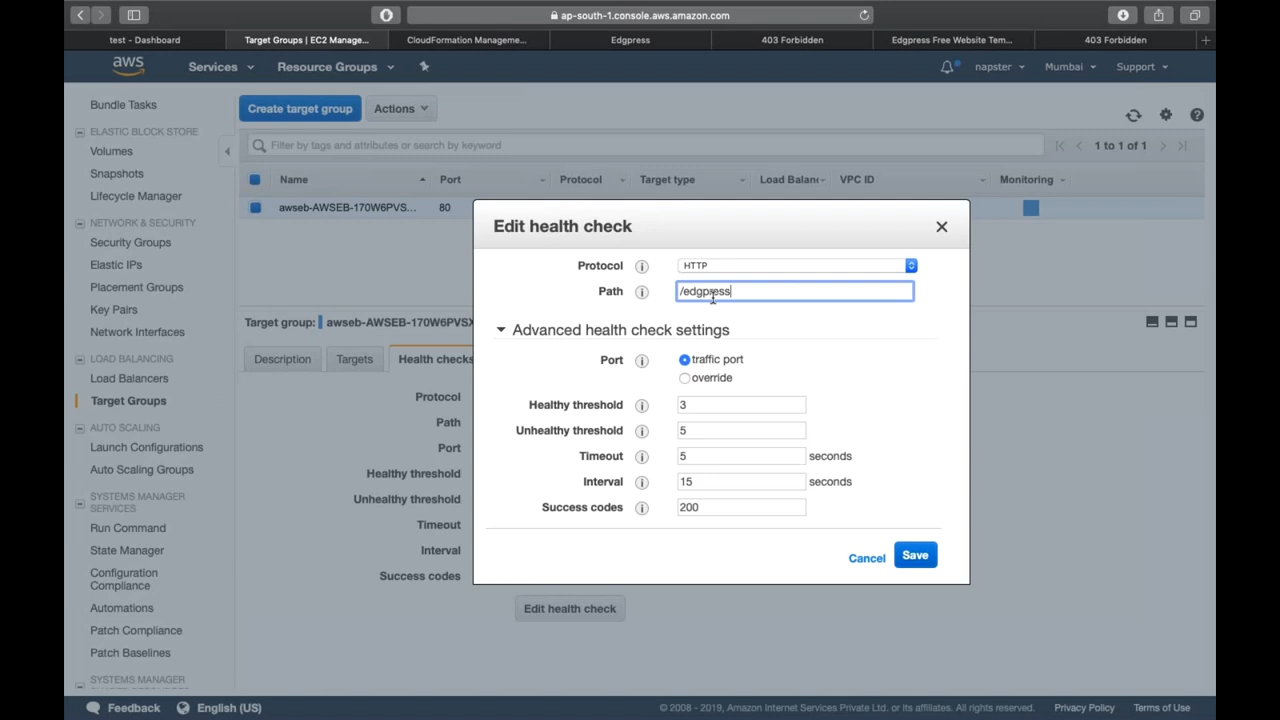 ap-south-1.console.aws.amazon.com
test - Dashboard
Target Groups | EC2 Manage...
CloudFormation Manageme...
Edgpress
403 Forbidden
Edgpress Free Website Tem...
403 Forbidden
aws
Services
Resource Groups
napster
Mumbai
Support
Bundle Tasks
ELASTIC BLOCK STORE
Volumes
Snapshots
Lifecycle Manager
NETWORK & SECURITY
Security Groups
Elastic IPs
Placement Groups
Key Pairs
Network Interfaces
LOAD BALANCING
Load Balancers
Target Groups
AUTO SCALING
Launch Configurations
Auto Scaling Groups
SYSTEMS MANAGER
SERVICES
Run Command
State Manager
Configuration
Compliance
Automations
Patch Compliance
Patch Baselines
SYSTEMS MANAGER
Create target group
Actions
Filter by tags and attributes or search by keyword
1 to 1 of 1
Name
Port
Protocol
Target type
Load Balan
VPC ID
Monitoring
awseb-AWSEB-170W6PVS...
80
Target group:
awseb-AWSEB-170W6PVSX
Description
Targets
Health checks
Protocol
Path
Port
Healthy threshold
Unhealthy threshold
Timeout
Interval
Success codes
Edit health check
Edit health check
Protocol
HTTP
Path
/edgpress
Advanced health check settings
Port
traffic port
override
Healthy threshold
3
Unhealthy threshold
5
Timeout
5
seconds
Interval
15
seconds
Success codes
200
Cancel
Save
Feedback
English (US)
© 2008 - 2019, Amazon Internet Services Private Ltd. or its affiliates. All rights reserved.
Privacy Policy
Terms of Use